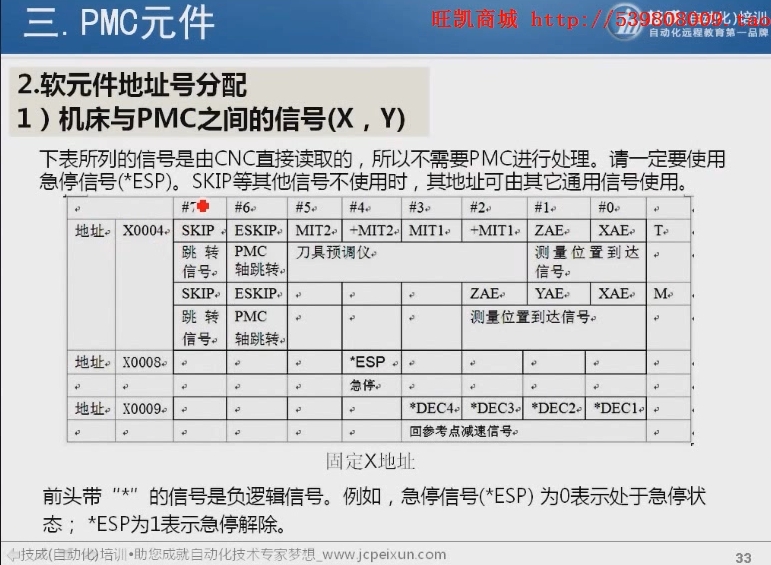 三.PMC元件
旺凯商城 http://539808609.tao
技成(自动化)培训
自动化远程教育第一品牌
2.软元件地址号分配
1）机床与PMC之间的信号(X，Y)
下表所列的信号是由CNC直接读取的，所以不需要PMC进行处理。请一定要使用
急停信号(*ESP)。SKIP等其他信号不使用时，其地址可由其它通用信号使用。
#7 #6 #5 #4 #3 #2 #1 #0
地址 X0004 SKIP ESKIP MIT2 +MIT2 MIT1 +MIT1 ZAE XAE T
跳 转 PMC 刀具预调仪 测量位置到达
信号 轴跳转 信号
SKIP ESKIP ZAE YAE XAE M
跳 转 PMC 测量位置到达信号
信号 轴跳转
地址 X0008 *ESP
急停
地址 X0009 *DEC4 *DEC3 *DEC2 *DEC1
回参考点减速信号
固定X地址
前头带“*”的信号是负逻辑信号。例如，急停信号(*ESP) 为0表示处于急停状
态； *ESP为1表示急停解除。
技成(自动化)培训•助您成就自动化技术专家梦想_www.jcpeixun.com
33